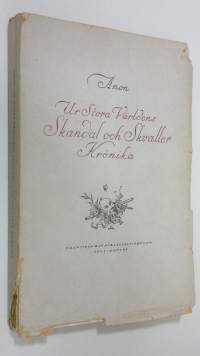 Anon
Ur Stora Världens
Skandal och Skvaller
Krönika